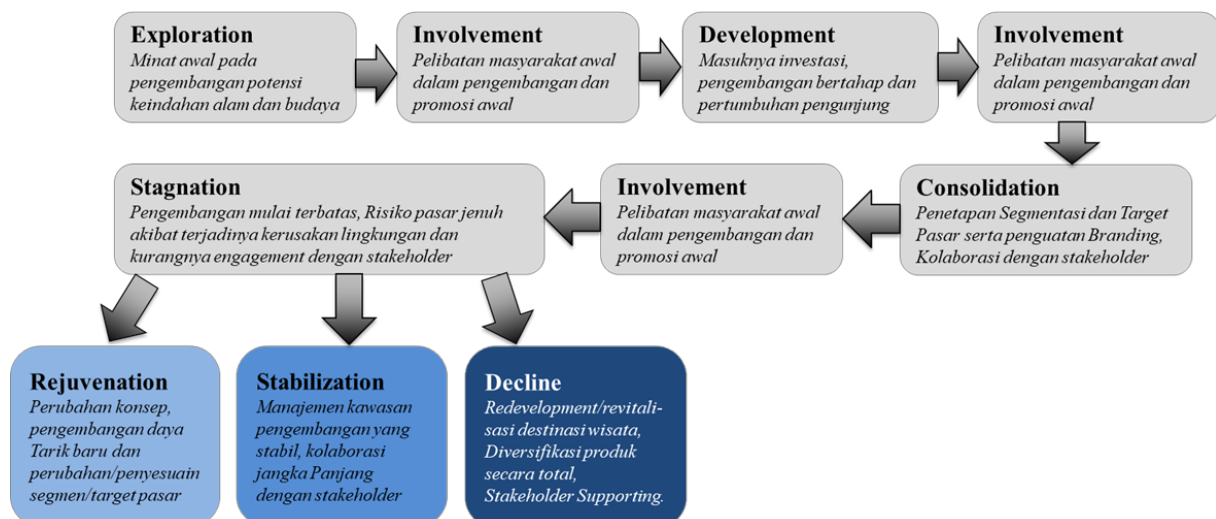 Exploration
Minat awal pada
pengembangan potensi
keindahan alam dan budaya
Involvement
Pelibatan masyarakat awal
dalam pengembangan dan
promosi awal
Development
Masuknya investasi,
pengembangan bertahap dan
pertumbuhan pengunjung
Involvement
Pelibatan masyarakat awal
dalam pengembangan dan
promosi awal
Consolidation
Penetapan Segmentasi dan Target
Pasar serta penguatan Branding,
Kolaborasi dengan stakeholder
Involvement
Pelibatan masyarakat awal
dalam pengembangan dan
promosi awal
Stagnation
Pengembangan mulai terbatas, Risiko pasar jenuh
akibat terjadinya kerusakan lingkungan dan
kurangnya engagement dengan stakeholder
Rejuvenation
Perubahan konsep,
pengembangan daya
Tarik baru dan
perubahan/penyesuain
segmen/target pasar
Stabilization
Manajemen kawasan
pengembangan yang
stabil, kolaborasi
jangka Panjang
dengan stakeholder
Decline
Redevelopment/revitali-
sasi destinasi wisata,
Diversifikasi produk
secara total,
Stakeholder Supporting.